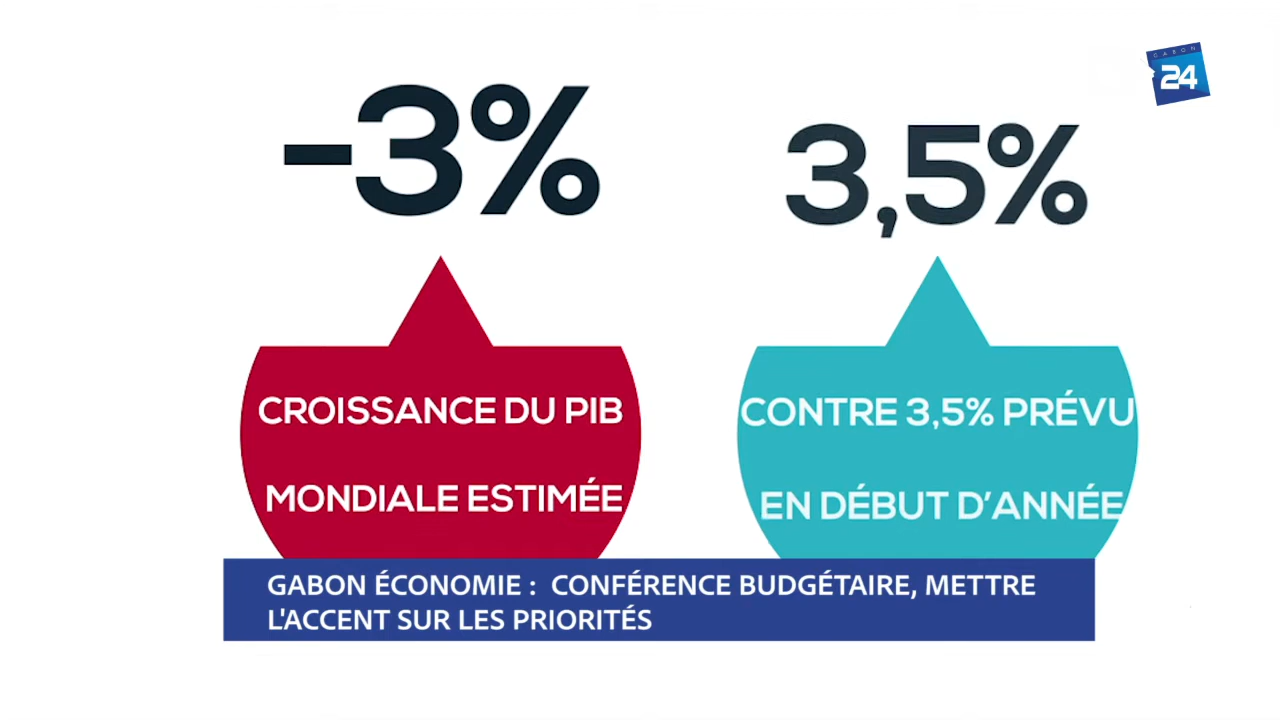 GABON
24
-3%
3,5%
CROISSANCE DU PIB
MONDIALE ESTIMÉE
CONTRE 3,5% PRÉVU
EN DÉBUT D'ANNÉE
GABON ÉCONOMIE : CONFÉRENCE BUDGÉTAIRE, METTRE
L'ACCENT SUR LES PRIORITÉS